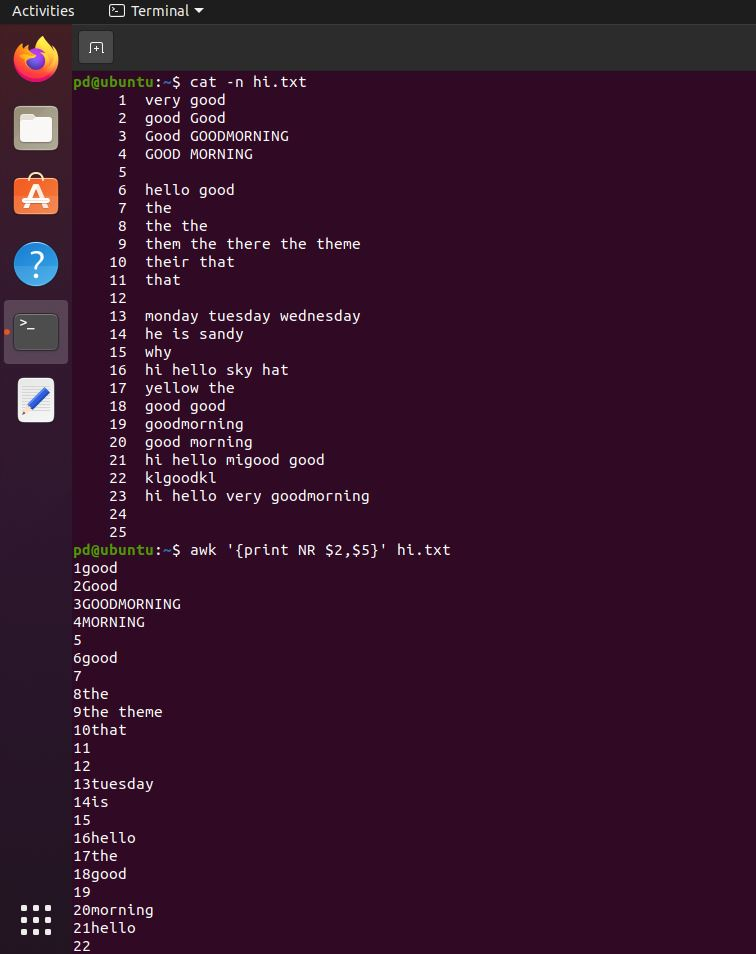 Activities Terminal
pd@ubuntu:~$ cat -n hi.txt
1 very good
2 good Good
3 Good GOODMORNING
4 GOOD MORNING
5
6 hello good
7 the
8 the the
9 them the there the theme
10 their that
11 that
12
13 monday tuesday wednesday
14 he is sandy
15 why
16 hi hello sky hat
17 yellow the
18 good good
19 goodmorning
20 good morning
21 hi hello migood good
22 klgoodkl
23 hi hello very goodmorning
24
25
pd@ubuntu:~$ awk '{print NR $2,$5}' hi.txt
1good
2Good
3GOODMORNING
4MORNING
5
6good
7
8the
9the theme
10that
11
12
13tuesday
14is
15
16hello
17the
18good
19
20morning
21hello
22